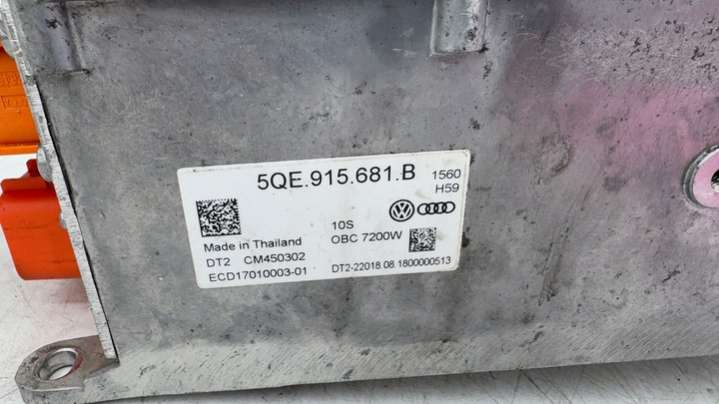 5QE.915.681.B 1560
H59
10S
Made in Thailand OBC 7200W
DT2 CM450302
ECD17010003-01 DT2-22018.08.1800000513